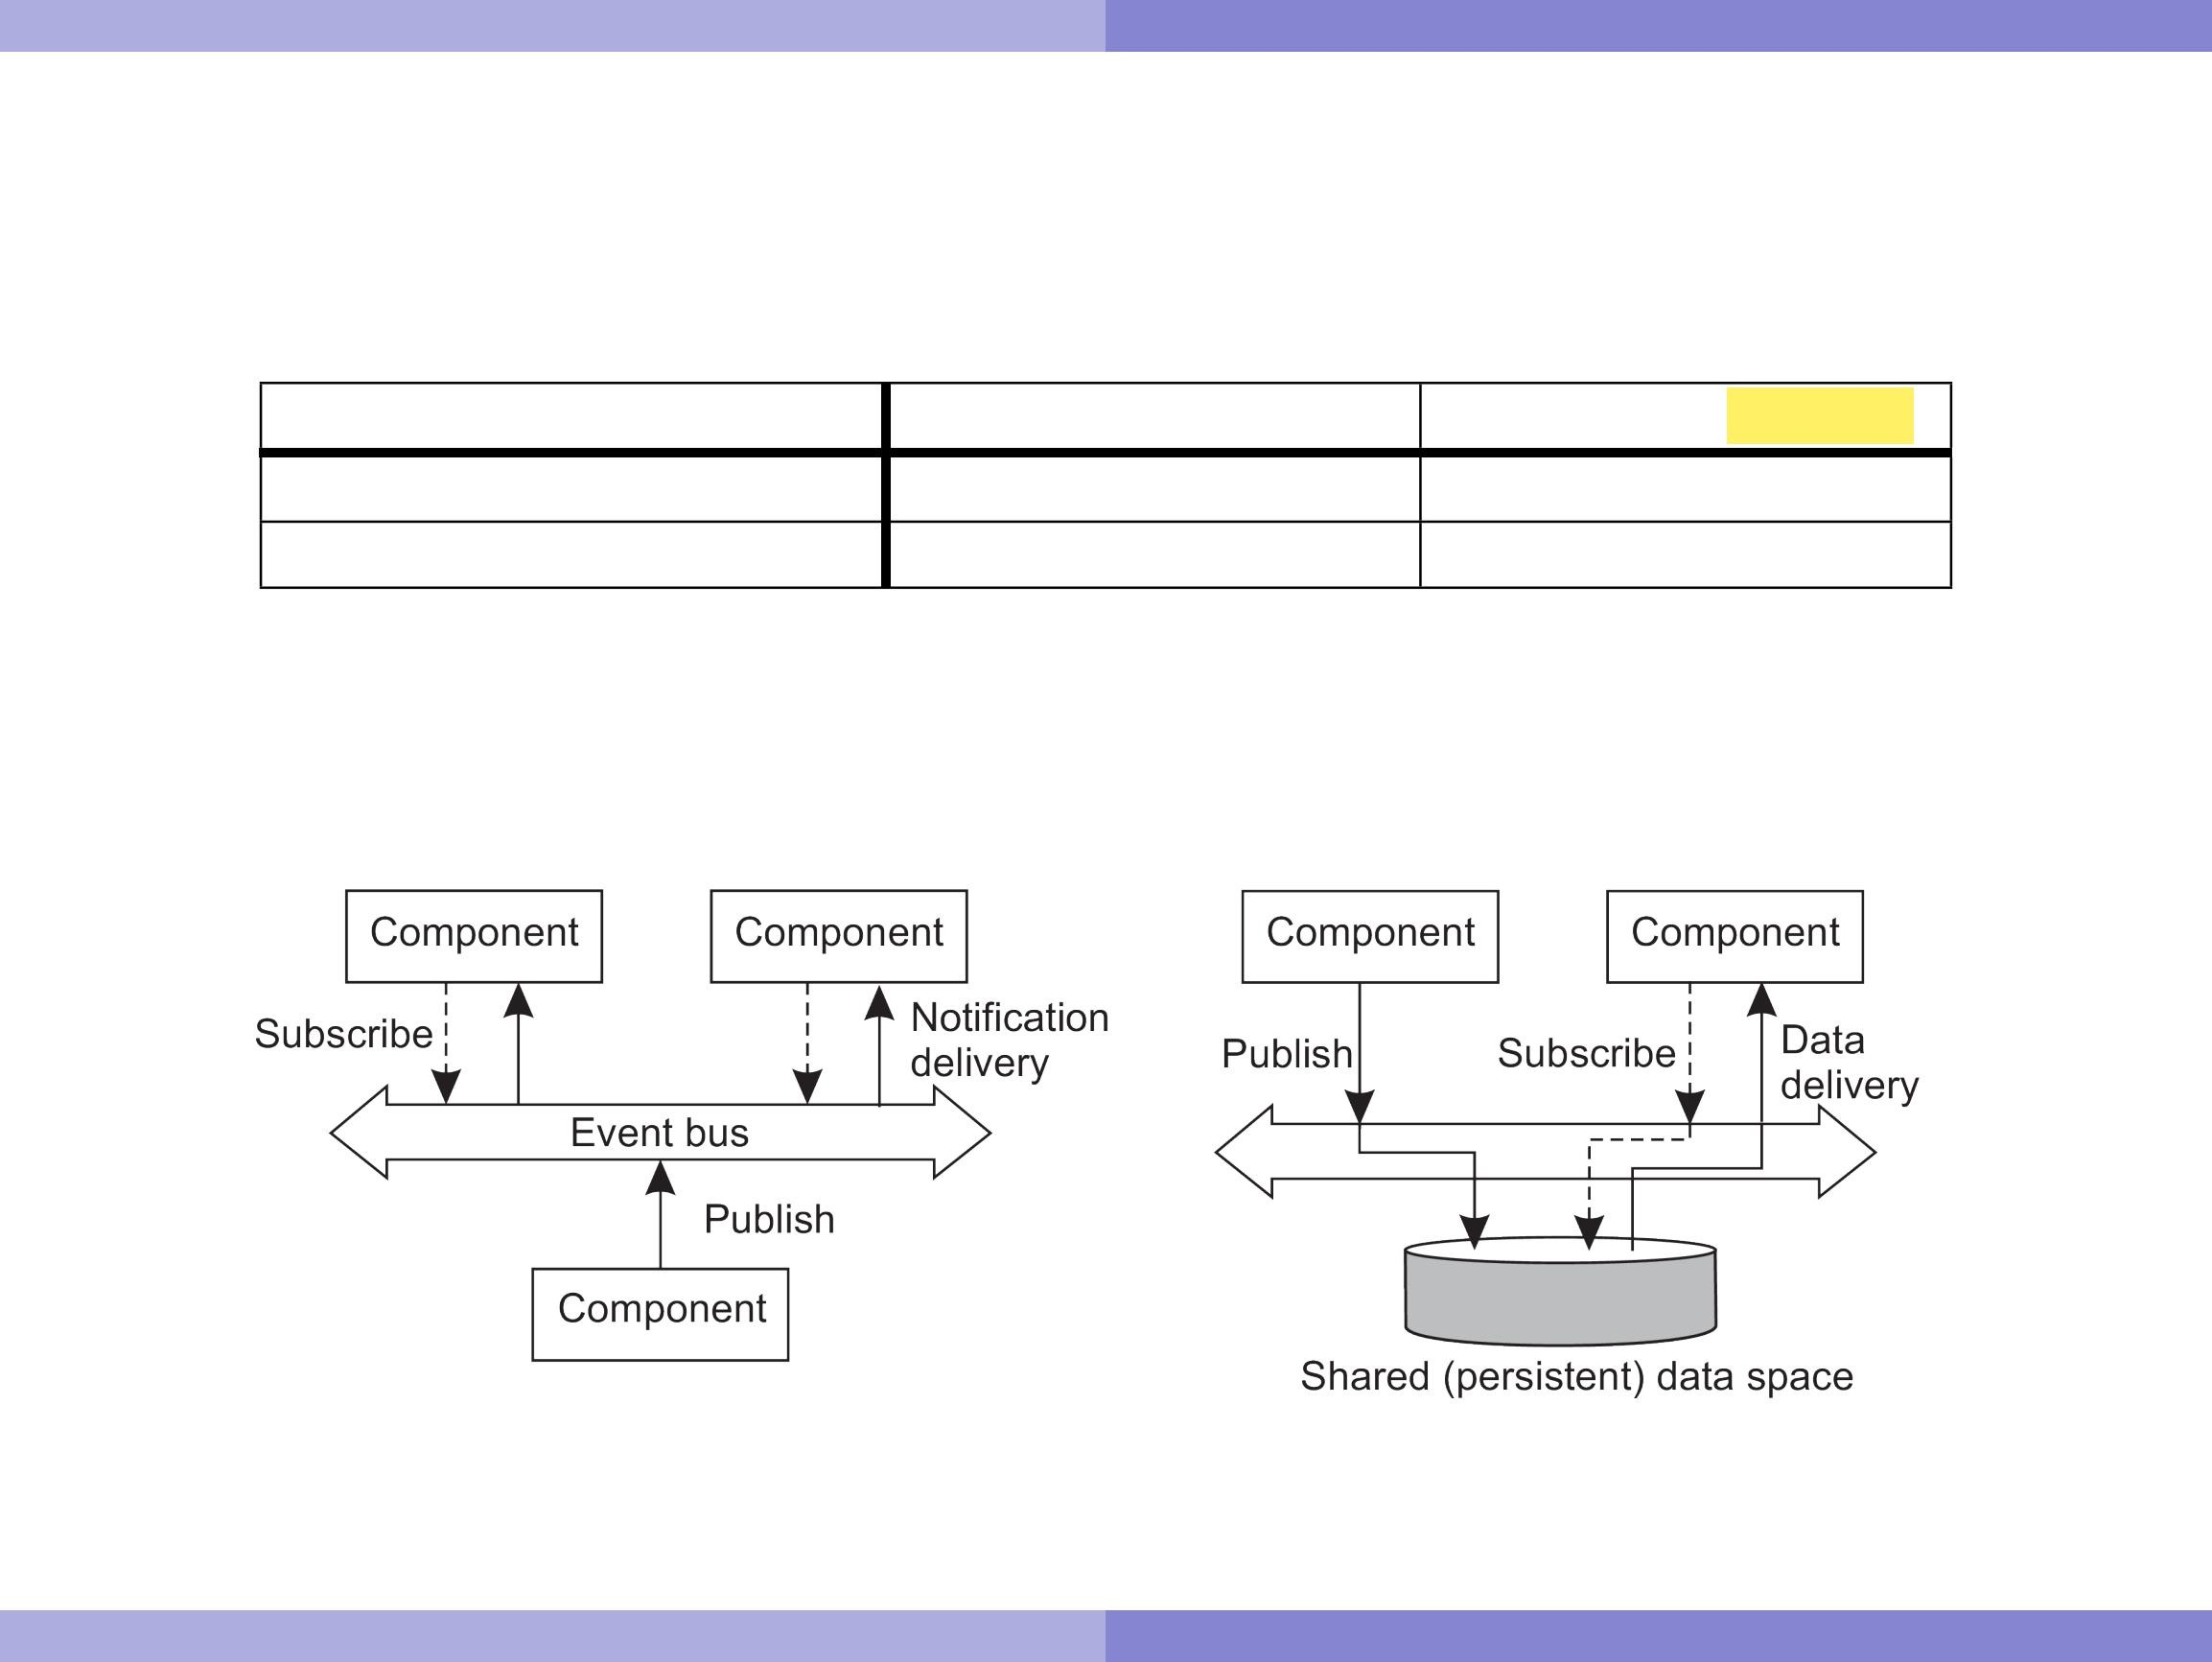 Component
Component
Subscribe
Notification
delivery
Event bus
Publish
Component
Component
Component
Publish
Subscribe
Data
delivery
Shared (persistent) data space